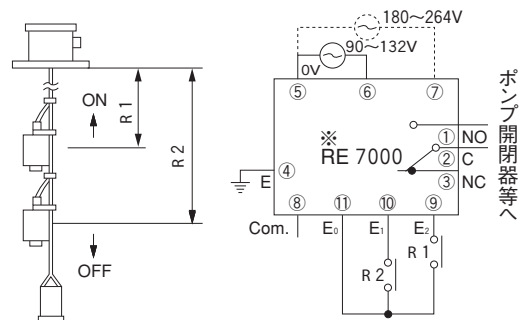 ON
OFF
R 1
R 2
180〜264V
90〜132V
0V
⑤
⑥
⑦
※
RE 7000
① NO
② C
③ NC
④
E
⑧
⑪
⑩
⑨
Com.
E₀
E₁
E₂
R 1
R 2
ポンプ開閉器等へ